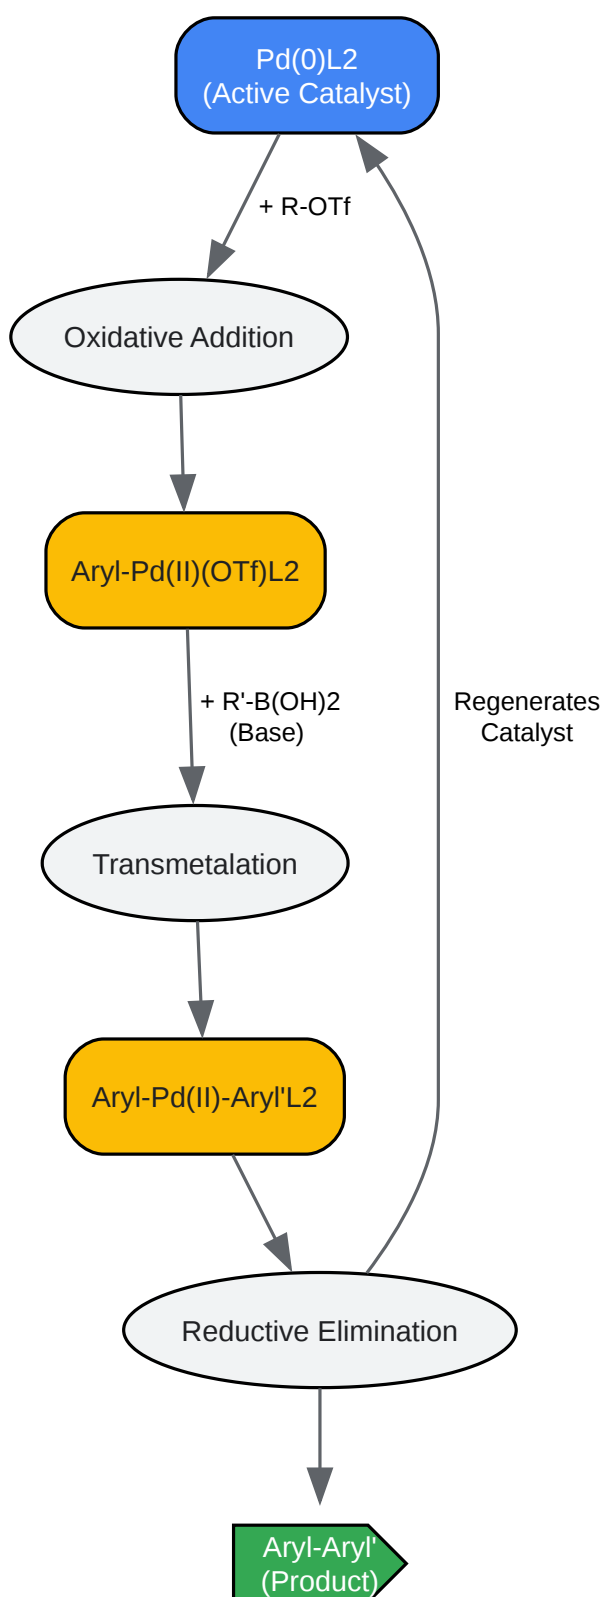 Pd(0)L2
(Active Catalyst)
+ R-OTf
Oxidative Addition
Aryl-Pd(II)(OTf)L2
+ R'-B(OH)2
(Base)
Regenerates
Catalyst
Transmetalation
Aryl-Pd(II)-Aryl'L2
Reductive Elimination
Aryl-Aryl'
(Product)